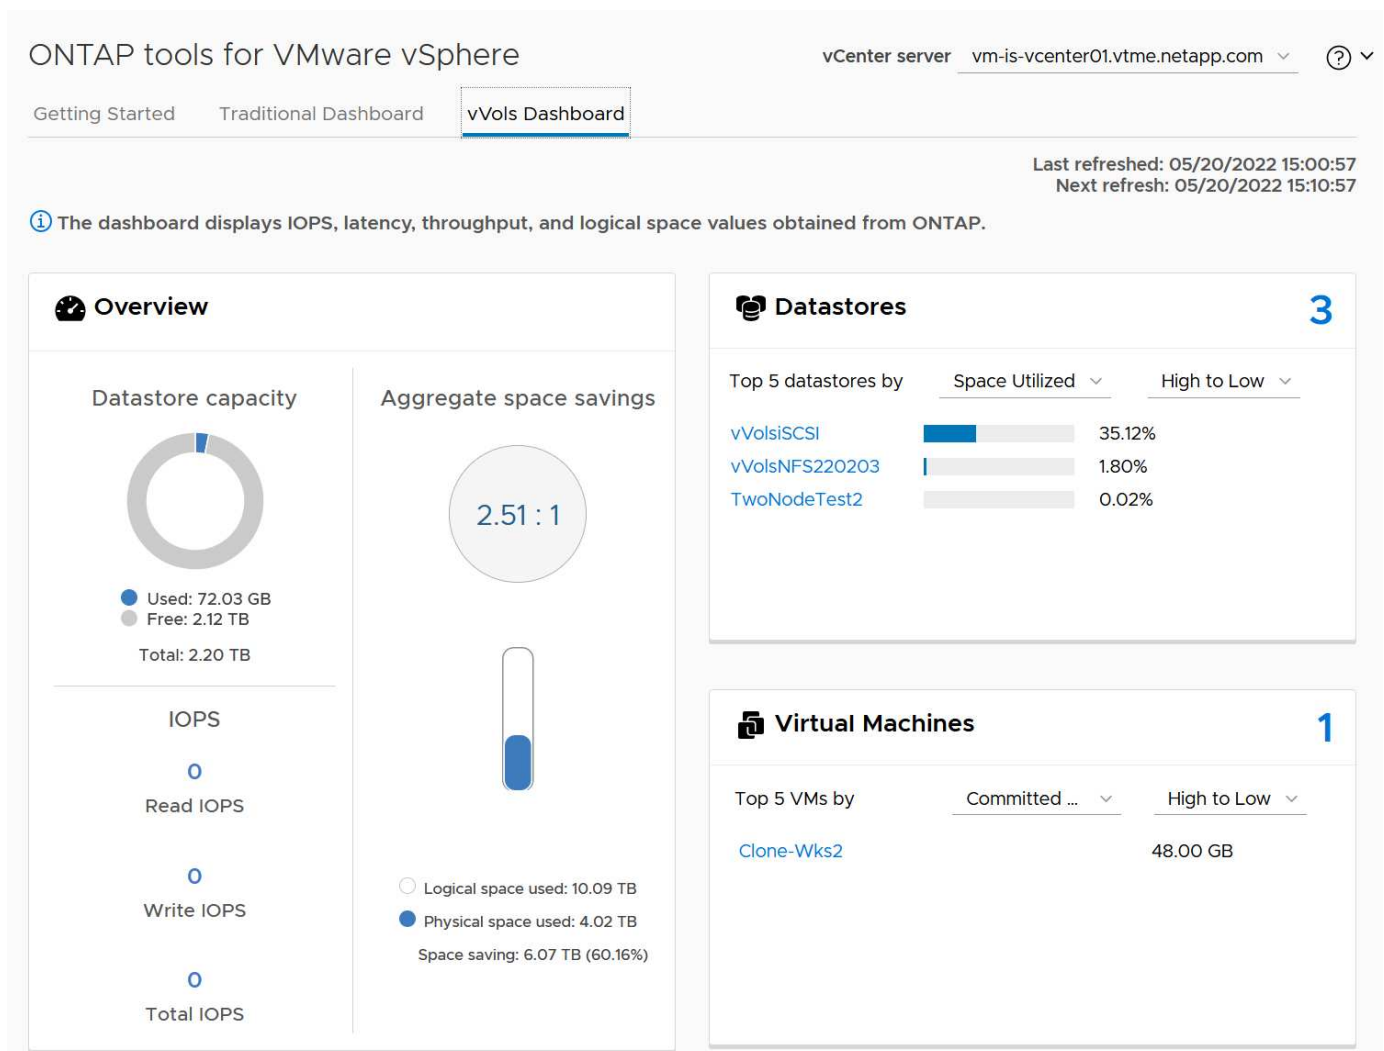 ONTAP tools for VMware vSphere
vCenter server vm-is-vcenter01.vtme.netapp.com
Getting Started Traditional Dashboard vVols Dashboard
Last refreshed: 05/20/2022 15:00:57
Next refresh: 05/20/2022 15:10:57
The dashboard displays IOPS, latency, throughput, and logical space values obtained from ONTAP.
Overview
Datastore capacity
Used: 72.03 GB
Free: 2.12 TB
Total: 2.20 TB
IOPS
0
Read IOPS
0
Write IOPS
0
Total IOPS
Aggregate space savings
2.51 : 1
Logical space used: 10.09 TB
Physical space used: 4.02 TB
Space saving: 6.07 TB (60.16%)
Datastores 3
Top 5 datastores by Space Utilized High to Low
vVolsiSCSI 35.12%
vVolsNFS220203 1.80%
TwoNodeTest2 0.02%
Virtual Machines 1
Top 5 VMs by Committed ... High to Low
Clone-Wks2 48.00 GB